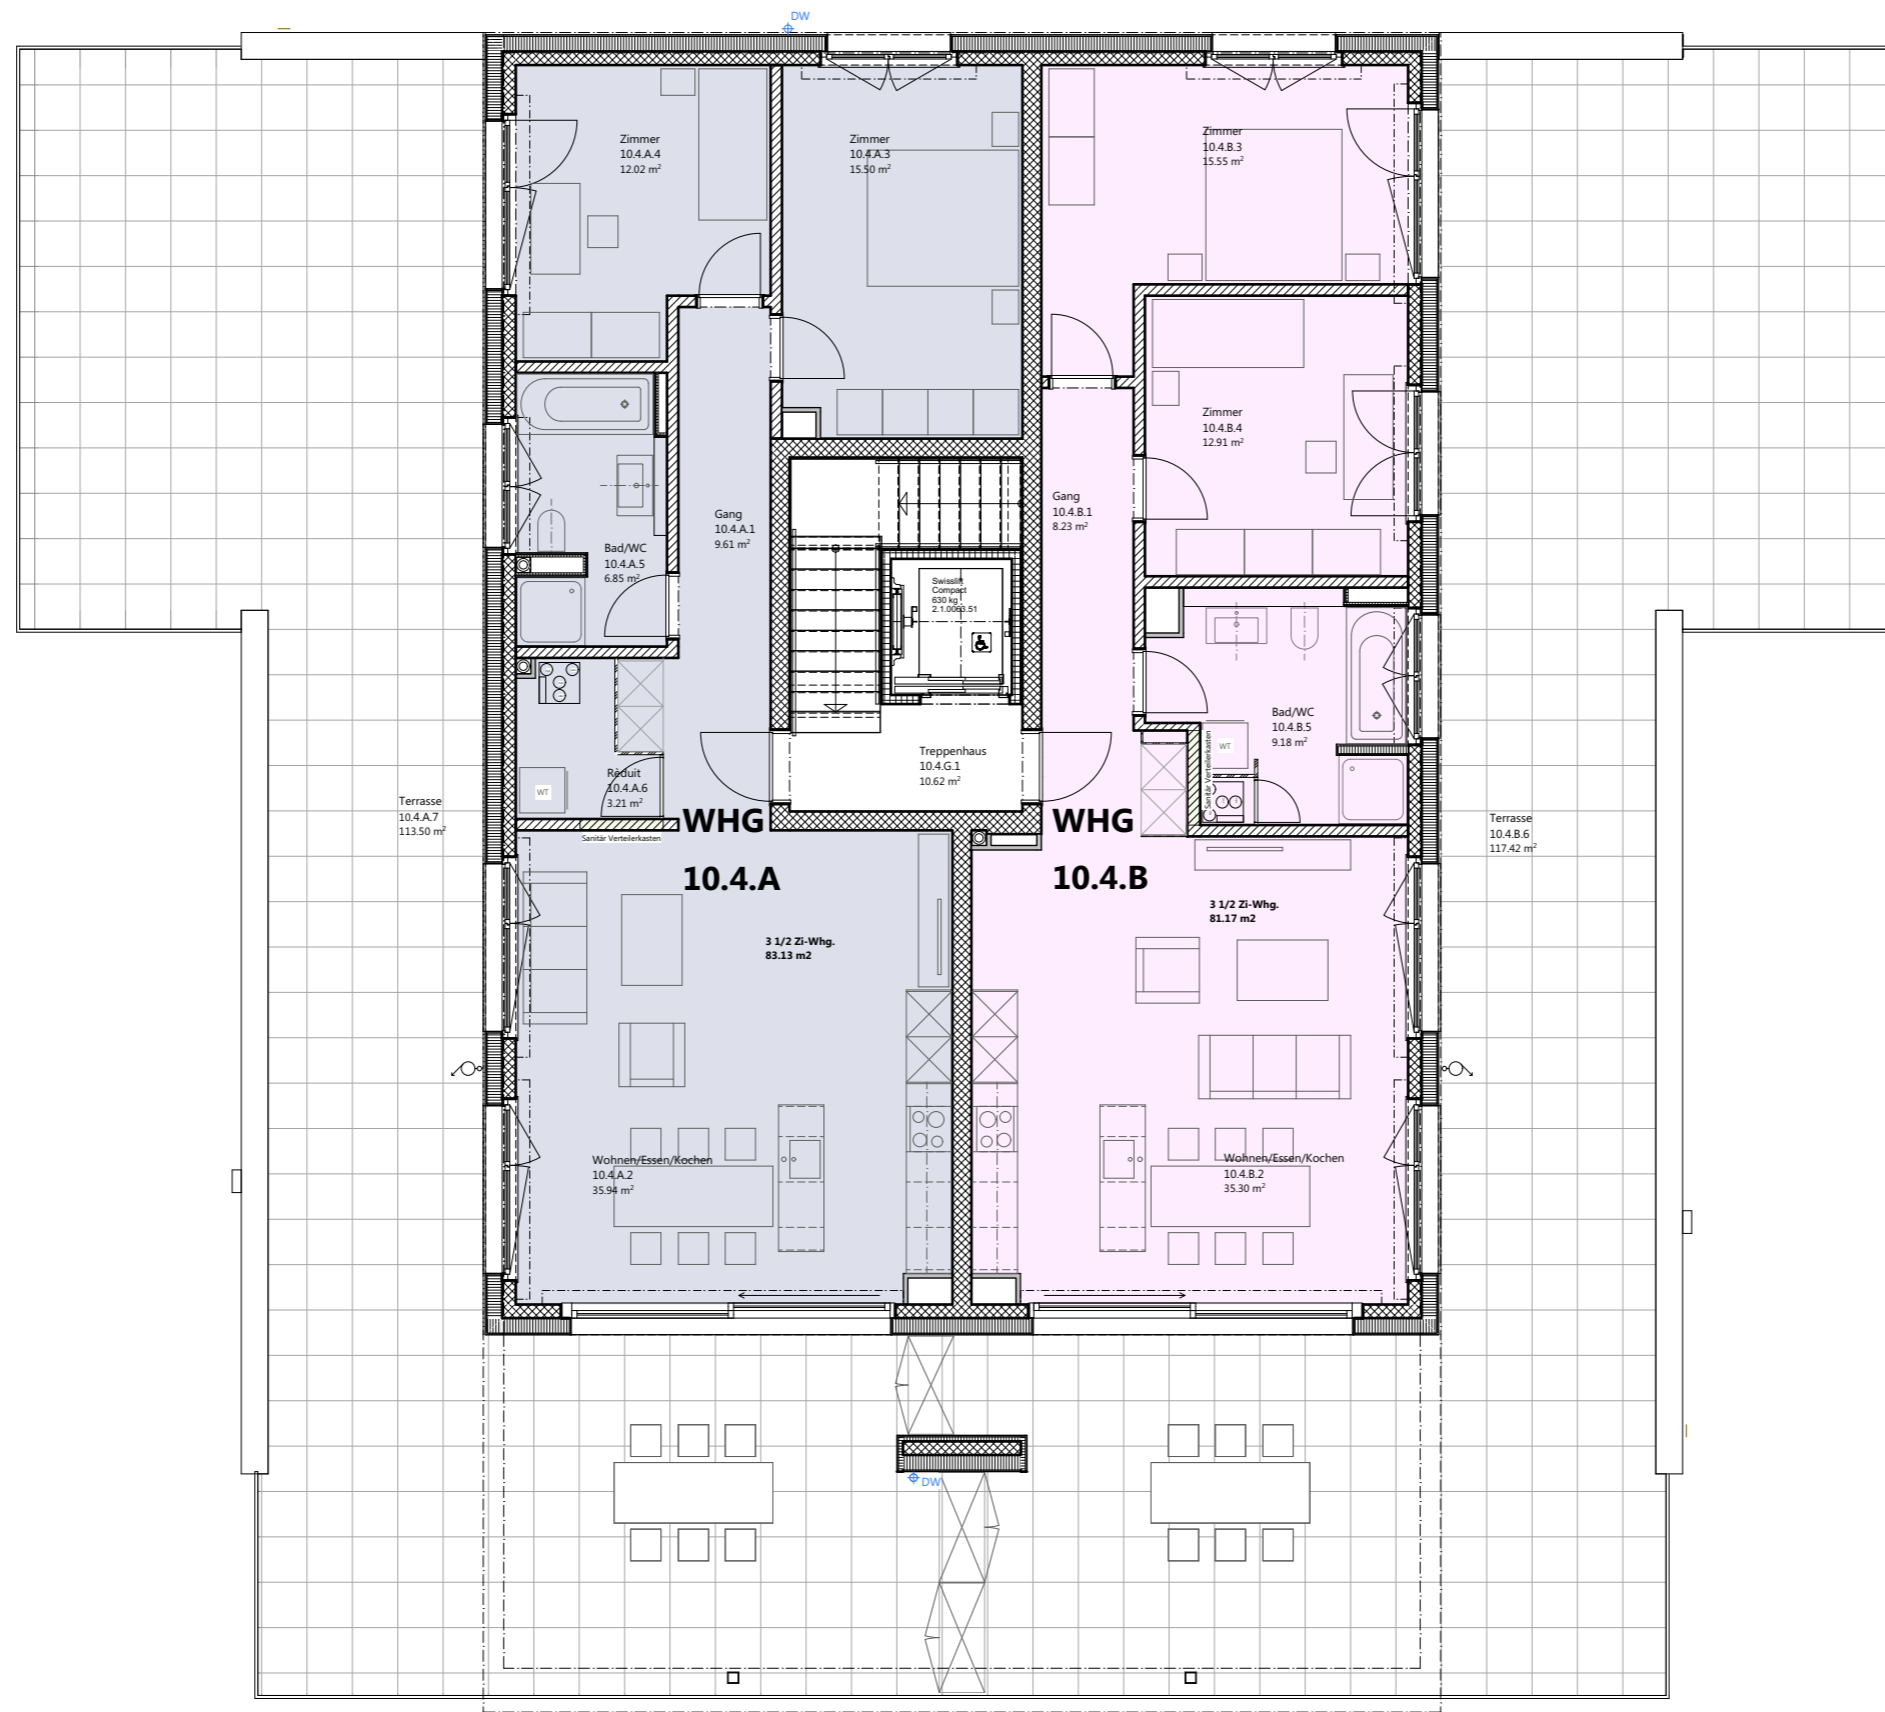 DW
Zimmer
10.4.A.4
12.02 m²
Zimmer
10.4.A.3
15.50 m²
Zimmer
10.4.B.3
15.55 m²
Zimmer
10.4.B.4
12.91 m²
Gang
10.4.A.1
9.61 m²
Gang
10.4.B.1
8.23 m²
Bad/WC
10.4.A.5
6.85 m²
Swisslift
Compact
630 kg
2.1.0063.51
Bad/WC
10.4.B.5
9.18 m²
WT
Sanitär Verteilerkasten
Treppenhaus
10.4.G.1
10.62 m²
Réduit
10.4.A.6
3.21 m²
WT
Sanitär Verteilerkasten
Terrasse
10.4.A.7
113.50 m²
Terrasse
10.4.B.6
117.42 m²
WHG
10.4.A
WHG
10.4.B
3 1/2 Zi-Whg.
83.13 m2
3 1/2 Zi-Whg.
81.17 m2
Wohnen/Essen/Kochen
10.4.A.2
35.94 m²
Wohnen/Essen/Kochen
10.4.B.2
35.30 m²
DW